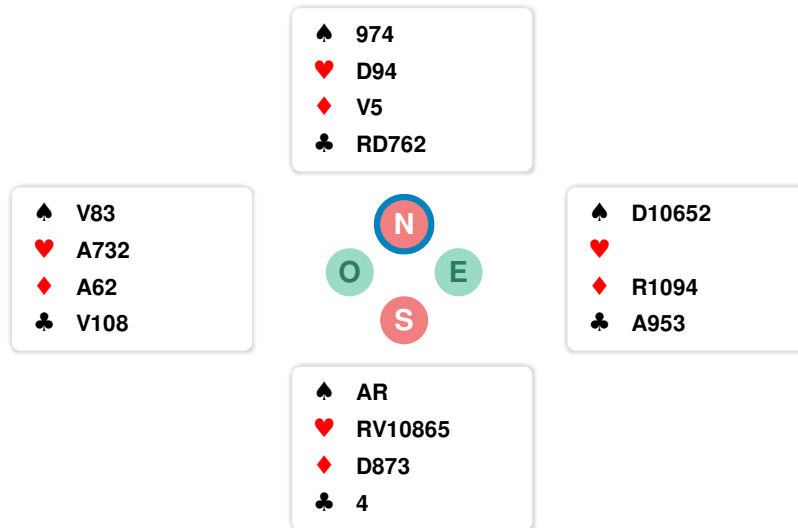 ♠ 974
♥ D94
♦ V5
♣ RD762
♠ V83
♥ A732
♦ A62
♣ V108
N
O E
S
♠ D10652
♥
♦ R1094
♣ A953
♠ AR
♥ RV10865
♦ D873
♣ 4